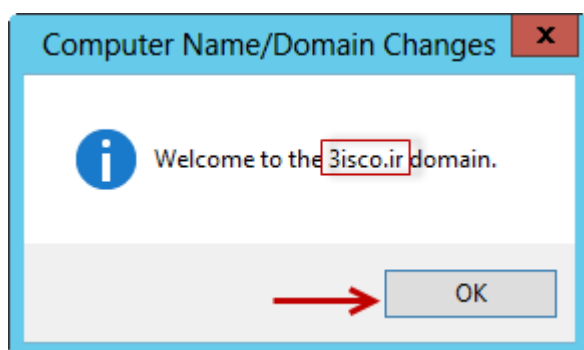 Computer Name/Domain Changes
x
Welcome to the 3isco.ir domain.
OK